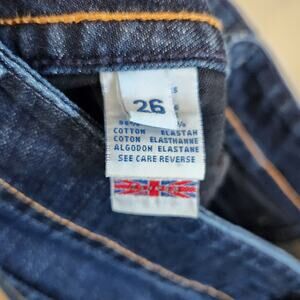 26
COTTON ELASTAN
COTON ELASTHANNE
ALGODON ELASTANE
SEE CARE REVERSE